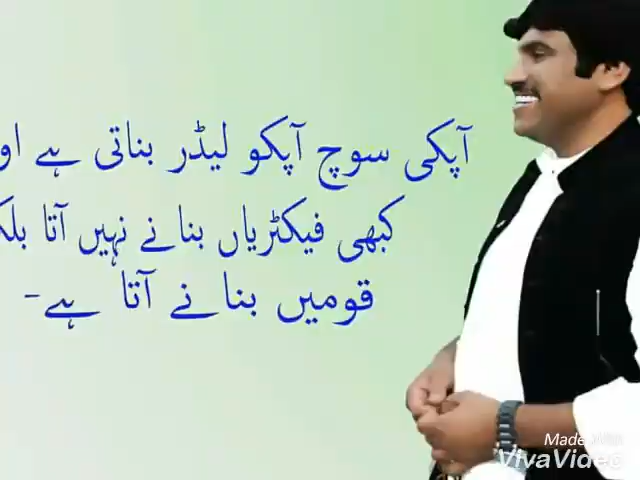 آپکی سوچ آپکو لیڈر بناتی ہے او
کبھی فیکٹریاں بنانے نہیں آتا بلکہ
قومیں بنانے آتا ہے-
Made With
VivaVideo